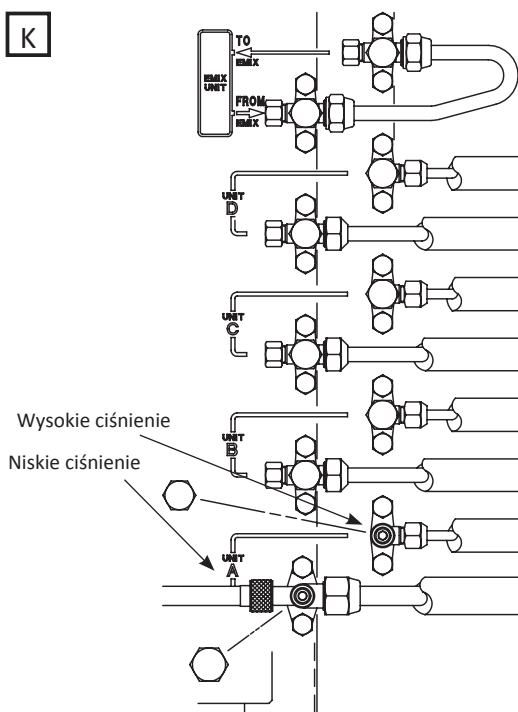 K
TO
EMIX
EMIX
UNIT
FROM
EMIX
UNIT
D
UNIT
C
Wysokie ciśnienie
UNIT
B
Niskie ciśnienie
UNIT
A